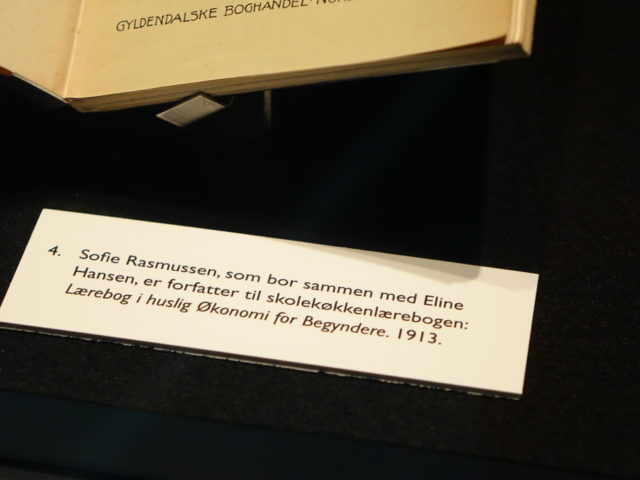 GYLDENDALSKE BOGHANDEL
4. Sofie Rasmussen, som bor sammen med Eline
Hansen, er forfatter til skolekøkkenlærebogen:
Lærebog i huslig Økonomi for Begyndere. 1913.